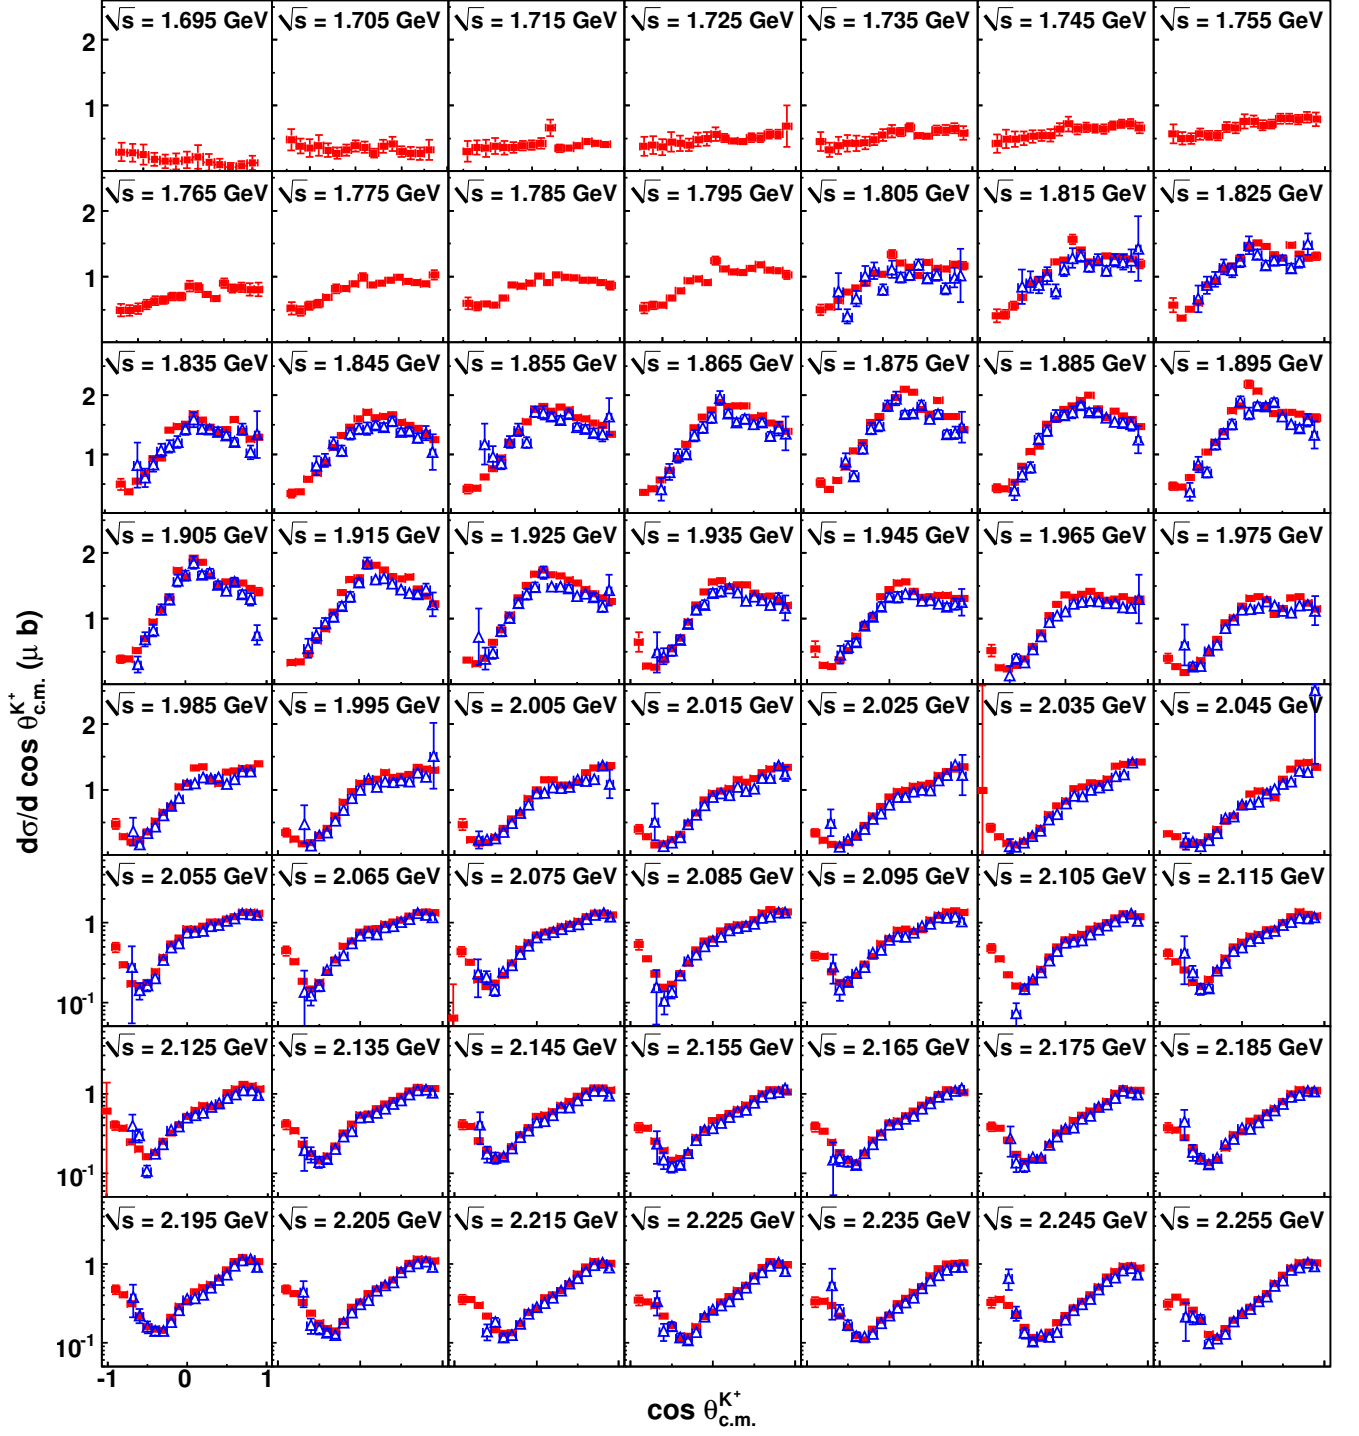 √s = 1.695 GeV √s = 1.705 GeV √s = 1.715 GeV √s = 1.725 GeV √s = 1.735 GeV √s = 1.745 GeV √s = 1.755 GeV
2
1
√s = 1.765 GeV √s = 1.775 GeV √s = 1.785 GeV √s = 1.795 GeV √s = 1.805 GeV √s = 1.815 GeV √s = 1.825 GeV
2
1
√s = 1.835 GeV √s = 1.845 GeV √s = 1.855 GeV √s = 1.865 GeV √s = 1.875 GeV √s = 1.885 GeV √s = 1.895 GeV
2
1
√s = 1.905 GeV √s = 1.915 GeV √s = 1.925 GeV √s = 1.935 GeV √s = 1.945 GeV √s = 1.965 GeV √s = 1.975 GeV
2
1
dσ/d cos θ_{c.m.}^{K^+} (μ b)
√s = 1.985 GeV √s = 1.995 GeV √s = 2.005 GeV √s = 2.015 GeV √s = 2.025 GeV √s = 2.035 GeV √s = 2.045 GeV
2
1
√s = 2.055 GeV √s = 2.065 GeV √s = 2.075 GeV √s = 2.085 GeV √s = 2.095 GeV √s = 2.105 GeV √s = 2.115 GeV
1
10^{-1}
√s = 2.125 GeV √s = 2.135 GeV √s = 2.145 GeV √s = 2.155 GeV √s = 2.165 GeV √s = 2.175 GeV √s = 2.185 GeV
1
10^{-1}
√s = 2.195 GeV √s = 2.205 GeV √s = 2.215 GeV √s = 2.225 GeV √s = 2.235 GeV √s = 2.245 GeV √s = 2.255 GeV
1
10^{-1}
-1 0 1
cos θ_{c.m.}^{K^+}